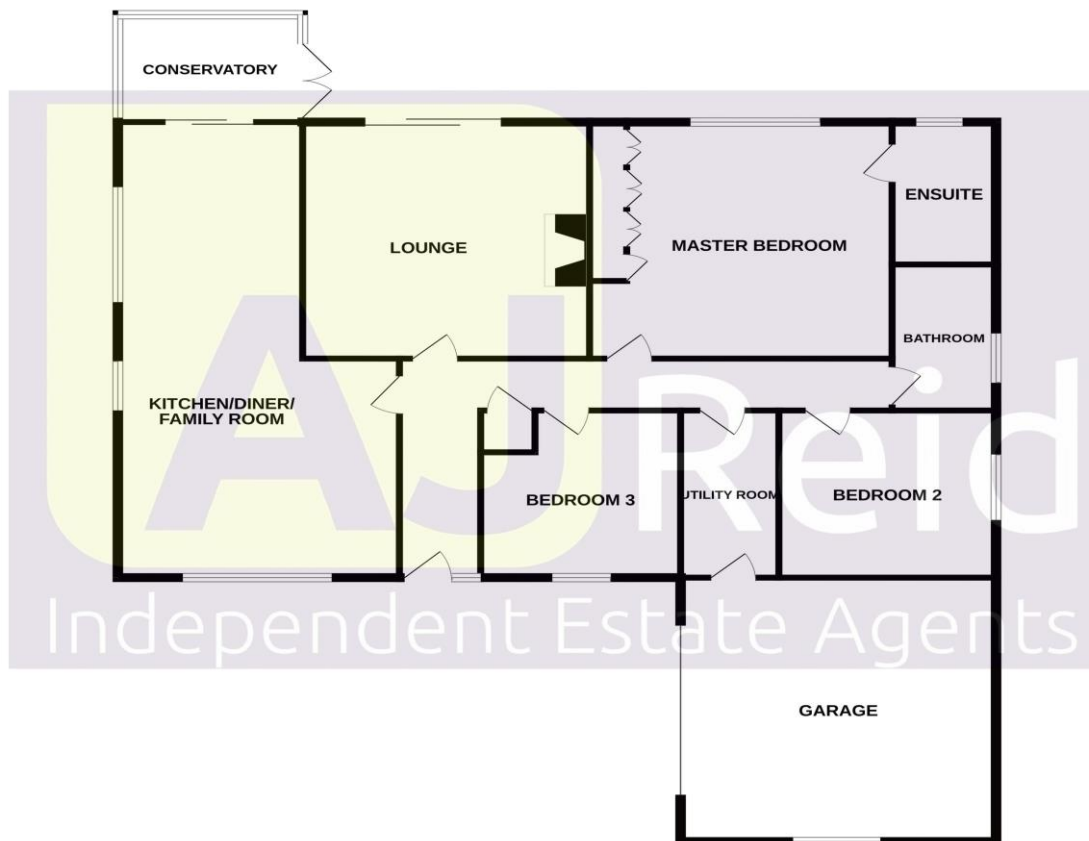 CONSERVATORY
LOUNGE
MASTER BEDROOM
ENSUITE
BATHROOM
KITCHEN/DINER/
FAMILY ROOM
BEDROOM 3
UTILITY ROOM
BEDROOM 2
AJ Reid
Independent Estate Agents
GARAGE